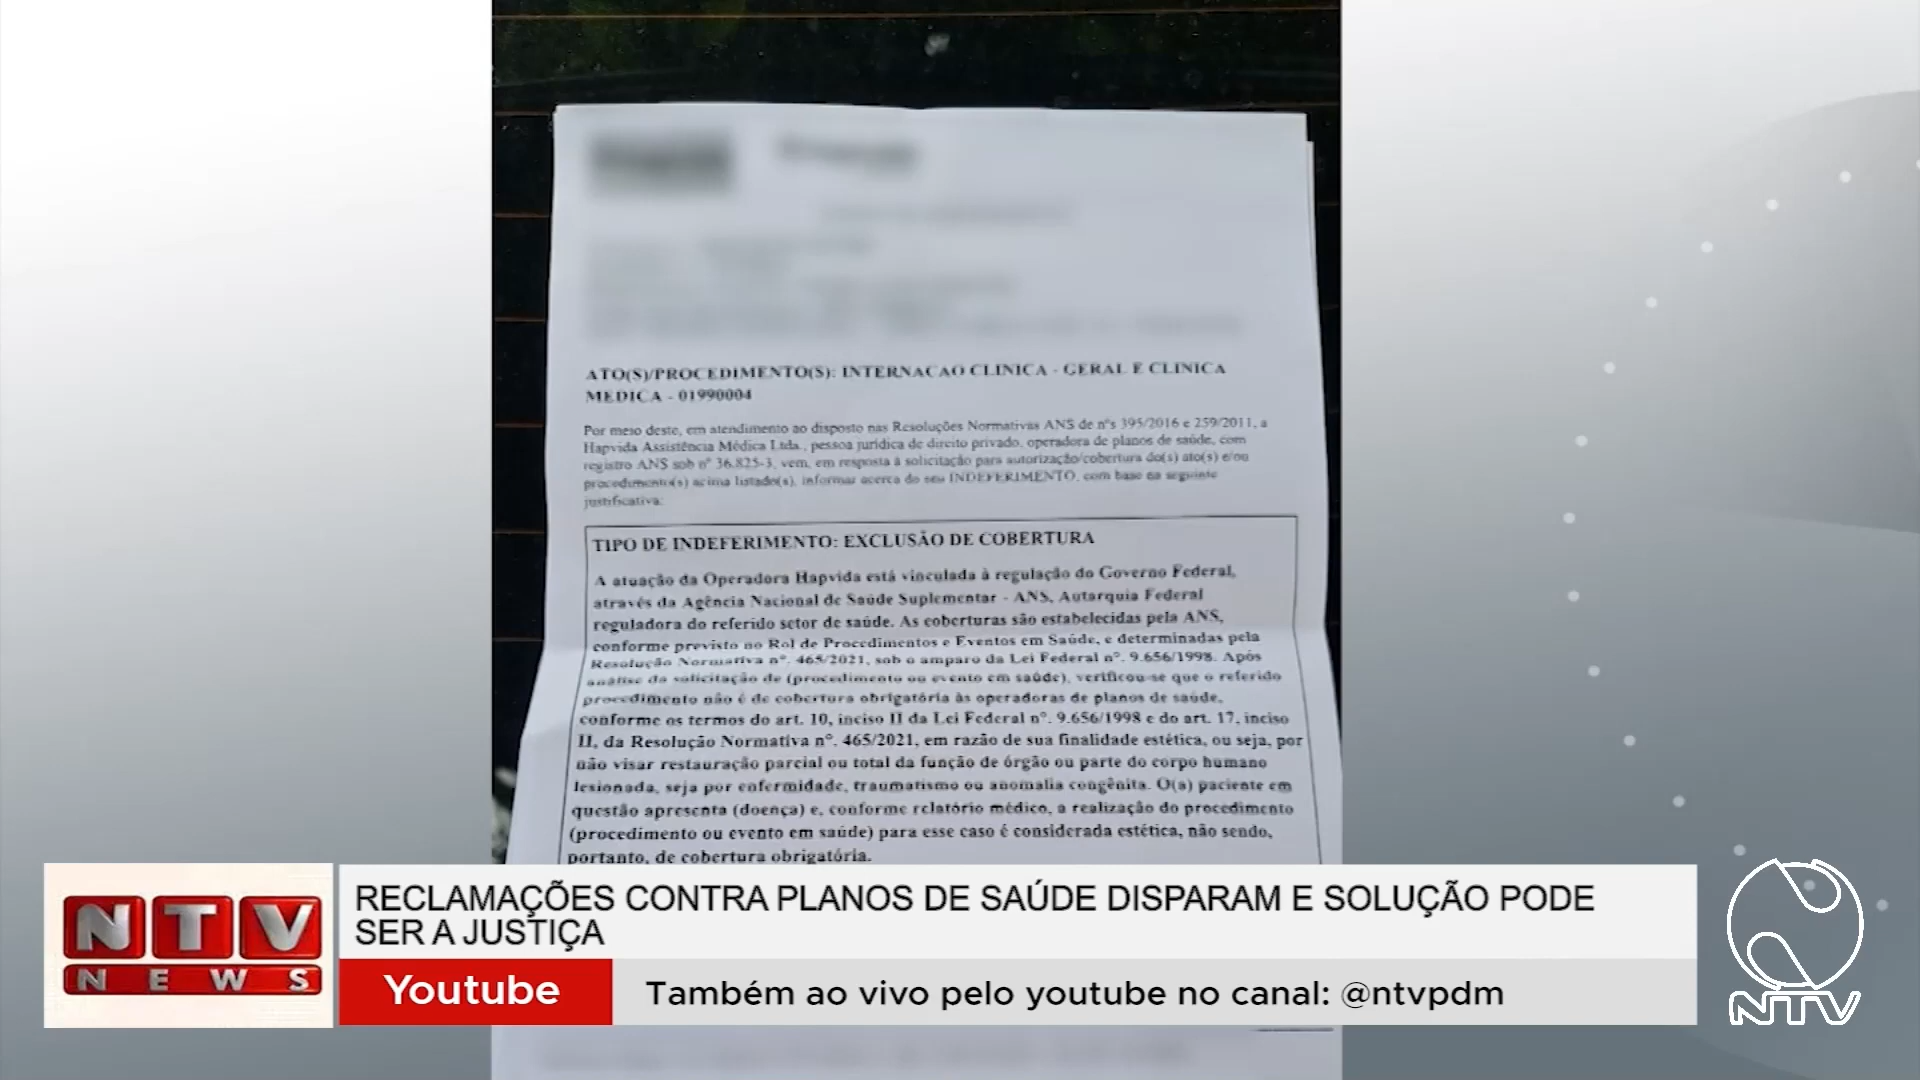 ATO(S)/PROCEDIMENTO(S): INTERNACAO CLINICA - GERAL E CLINICA
MEDICA - 01990004
Por meio deste, em atendimento ao disposto nas Resoluções Normativas ANS de nºs 395/2016 e 259/2011, a
Hapvida Assistência Médica Ltda., pessoa jurídica de direito privado, operadora de planos de saúde, com
registro ANS sob nº 36.825-3, vem, em resposta à solicitação para autorização/cobertura do(s) ato(s) e/ou
procedimento(s) acima listado(s), informar acerca do seu INDEFERIMENTO, com base na seguinte
justificativa:
TIPO DE INDEFERIMENTO: EXCLUSÃO DE COBERTURA
A atuação da Operadora Hapvida está vinculada à regulação do Governo Federal,
através da Agência Nacional de Saúde Suplementar - ANS, Autarquia Federal
reguladora do referido setor de saúde. As coberturas são estabelecidas pela ANS,
conforme previsto no Rol de Procedimentos e Eventos em Saúde, e determinadas pela
Resolução Normativa nº. 465/2021, sob o amparo da Lei Federal nº. 9.656/1998. Após
análise da solicitação de (procedimento ou evento em saúde), verificou-se que o referido
procedimento não é de cobertura obrigatória às operadoras de planos de saúde,
conforme os termos do art. 10, inciso II da Lei Federal nº. 9.656/1998 e do art. 17, inciso
II, da Resolução Normativa nº. 465/2021, em razão de sua finalidade estética, ou seja, por
não visar restauração parcial ou total da função de órgão ou parte do corpo humano
lesionada, seja por enfermidade, traumatismo ou anomalia congênita. O(a) paciente em
questão apresenta (doença) e, conforme relatório médico, a realização do procedimento
(procedimento ou evento em saúde) para esse caso é considerada estética, não sendo,
portanto, de cobertura obrigatória.
NTV
NEWS
RECLAMAÇÕES CONTRA PLANOS DE SAÚDE DISPARAM E SOLUÇÃO PODE
SER A JUSTIÇA
Youtube
Também ao vivo pelo youtube no canal: @ntvpdm
NTV